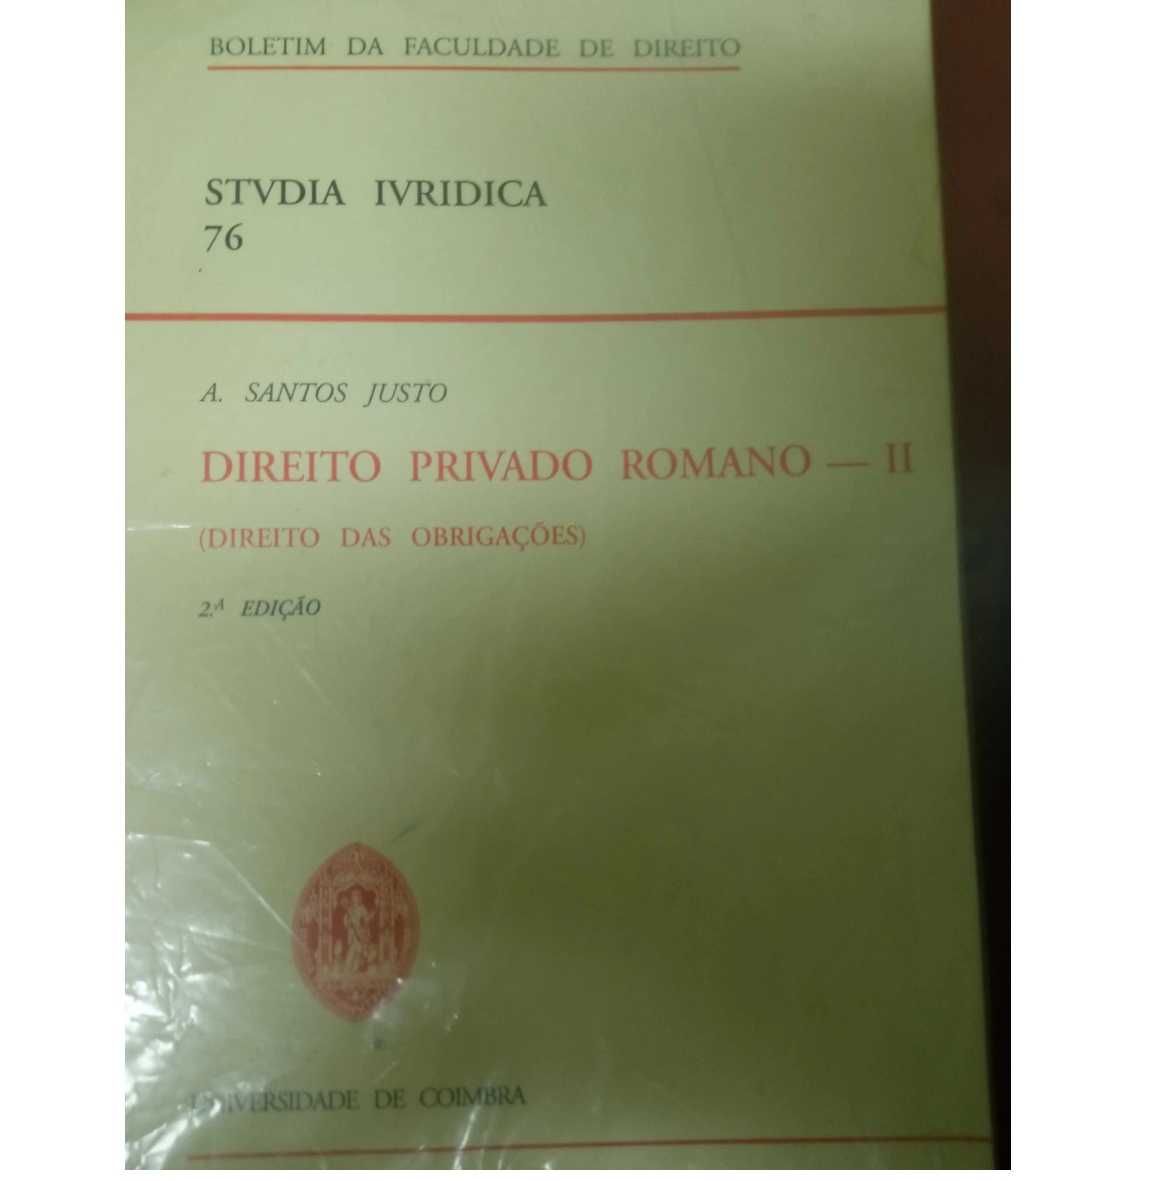 BOLETIM DA FACULDADE DE DIREITO
STVDIA IVRIDICA
76
A. SANTOS JUSTO
DIREITO PRIVADO ROMANO — II
(DIREITO DAS OBRIGAÇÕES)
2.ª EDIÇÃO
UNIVERSIDADE DE COIMBRA